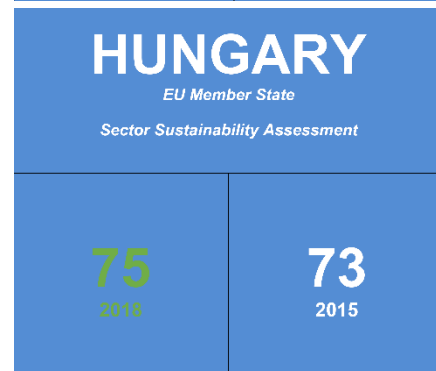 HUNGARY
EU Member State
Sector Sustainability Assessment
75
2018
73
2015